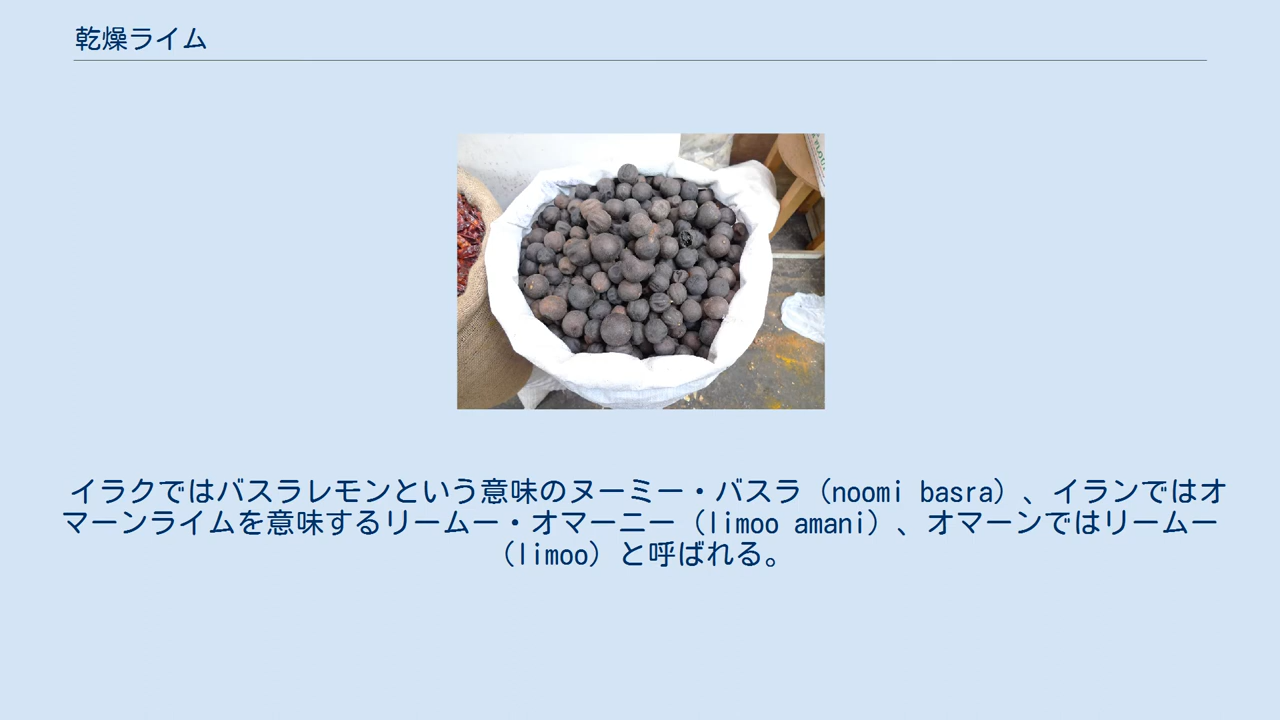 乾燥ライム
イラクではバスラレモンという意味のヌーミー・バスラ（noomi basra）、イランではオ
マーンライムを意味するリームー・オマーニー（limoo amani）、オマーンではリームー
（limoo）と呼ばれる。